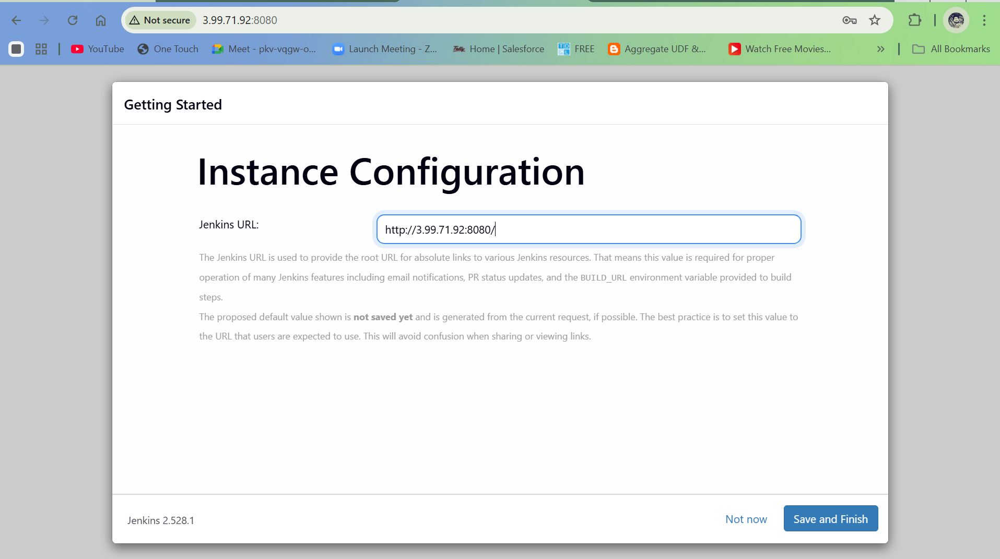 Not secure 3.99.71.92:8080
YouTube One Touch Meet - pkv-vqgw-o... Launch Meeting - Z... Home | Salesforce FREE Aggregate UDF &... Watch Free Movies... » All Bookmarks
Getting Started
Instance Configuration
Jenkins URL: http://3.99.71.92:8080/
The Jenkins URL is used to provide the root URL for absolute links to various Jenkins resources. That means this value is required for proper
operation of many Jenkins features including email notifications, PR status updates, and the BUILD_URL environment variable provided to build
steps.
The proposed default value shown is not saved yet and is generated from the current request, if possible. The best practice is to set this value to
the URL that users are expected to use. This will avoid confusion when sharing or viewing links.
Jenkins 2.528.1 Not now Save and Finish